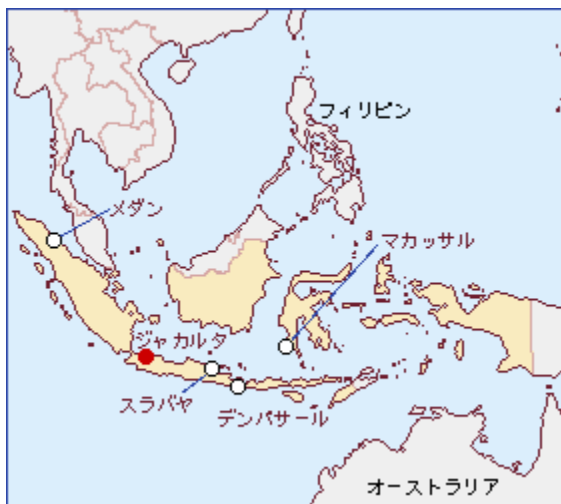 フィリピン
メダン
マカッサル
ジャカルタ
スラバヤ
デンパサール
オーストラリア